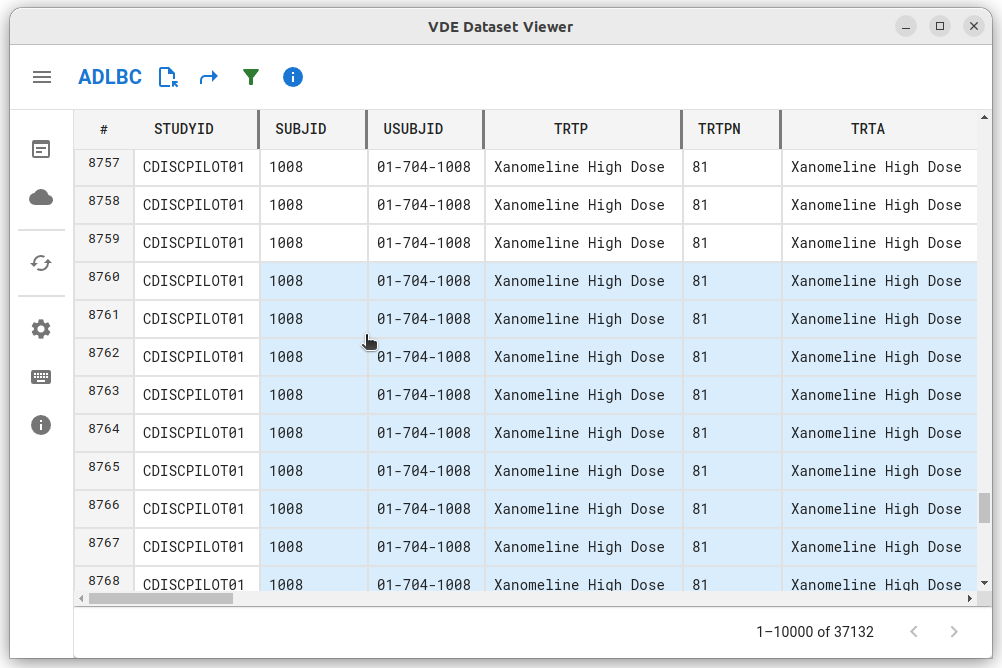 VDE Dataset Viewer
ADLBC
# STUDYID SUBJID USUBJID TRTP TRTPN TRTA
8757 CDISCPILOT01 1008 01-704-1008 Xanomeline High Dose 81 Xanomeline High Dose
8758 CDISCPILOT01 1008 01-704-1008 Xanomeline High Dose 81 Xanomeline High Dose
8759 CDISCPILOT01 1008 01-704-1008 Xanomeline High Dose 81 Xanomeline High Dose
8760 CDISCPILOT01 1008 01-704-1008 Xanomeline High Dose 81 Xanomeline High Dose
8761 CDISCPILOT01 1008 01-704-1008 Xanomeline High Dose 81 Xanomeline High Dose
8762 CDISCPILOT01 1008 01-704-1008 Xanomeline High Dose 81 Xanomeline High Dose
8763 CDISCPILOT01 1008 01-704-1008 Xanomeline High Dose 81 Xanomeline High Dose
8764 CDISCPILOT01 1008 01-704-1008 Xanomeline High Dose 81 Xanomeline High Dose
8765 CDISCPILOT01 1008 01-704-1008 Xanomeline High Dose 81 Xanomeline High Dose
8766 CDISCPILOT01 1008 01-704-1008 Xanomeline High Dose 81 Xanomeline High Dose
8767 CDISCPILOT01 1008 01-704-1008 Xanomeline High Dose 81 Xanomeline High Dose
8768 CDISCPILOT01 1008 01-704-1008 Xanomeline High Dose 81 Xanomeline High Dose
1–10000 of 37132